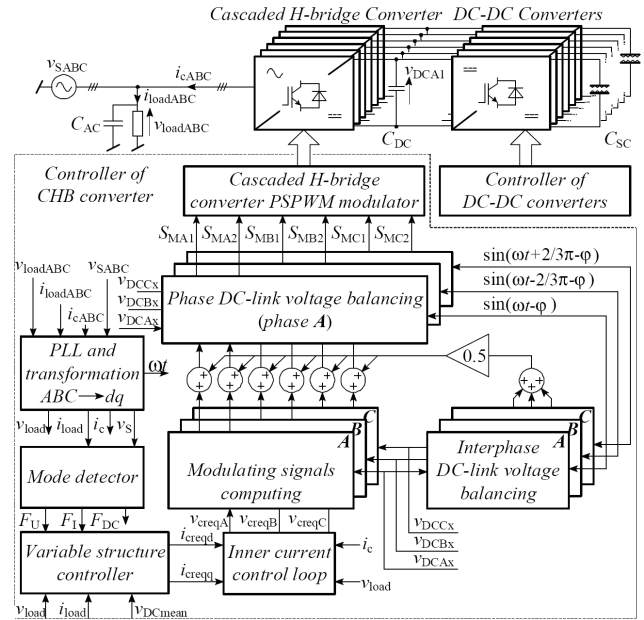 Cascaded H-bridge Converter DC-DC Converters
vSABC
icABC
iloadABC
vloadABC
CAC
vDCA1
CDC
CSC
Controller of
CHB converter
Cascaded H-bridge
converter PSPWM modulator
Controller of
DC-DC converters
SMA1 SMA2 SMB1 SMB2 SMC1 SMC2
sin(ωt+2/3π-φ)
sin(ωt-2/3π-φ)
sin(ωt-φ)
vloadABC
vSABC
iloadABC
icABC
vDCCx
vDCBx
vDCAx
Phase DC-link voltage balancing
(phase A)
PLL and
transformation
ABC→dq
ωt
0.5
vload iload ic vS
C
B
A
Modulating signals
computing
C
B
A
Interphase
DC-link voltage
balancing
Mode detector
FU FI FDC
vcreqA vcreqB vcreqC
vDCCx
vDCBx
vDCAx
Variable structure
controller
icreqd
icreqq
Inner current
control loop
ic
vload
vload iload vDCmean